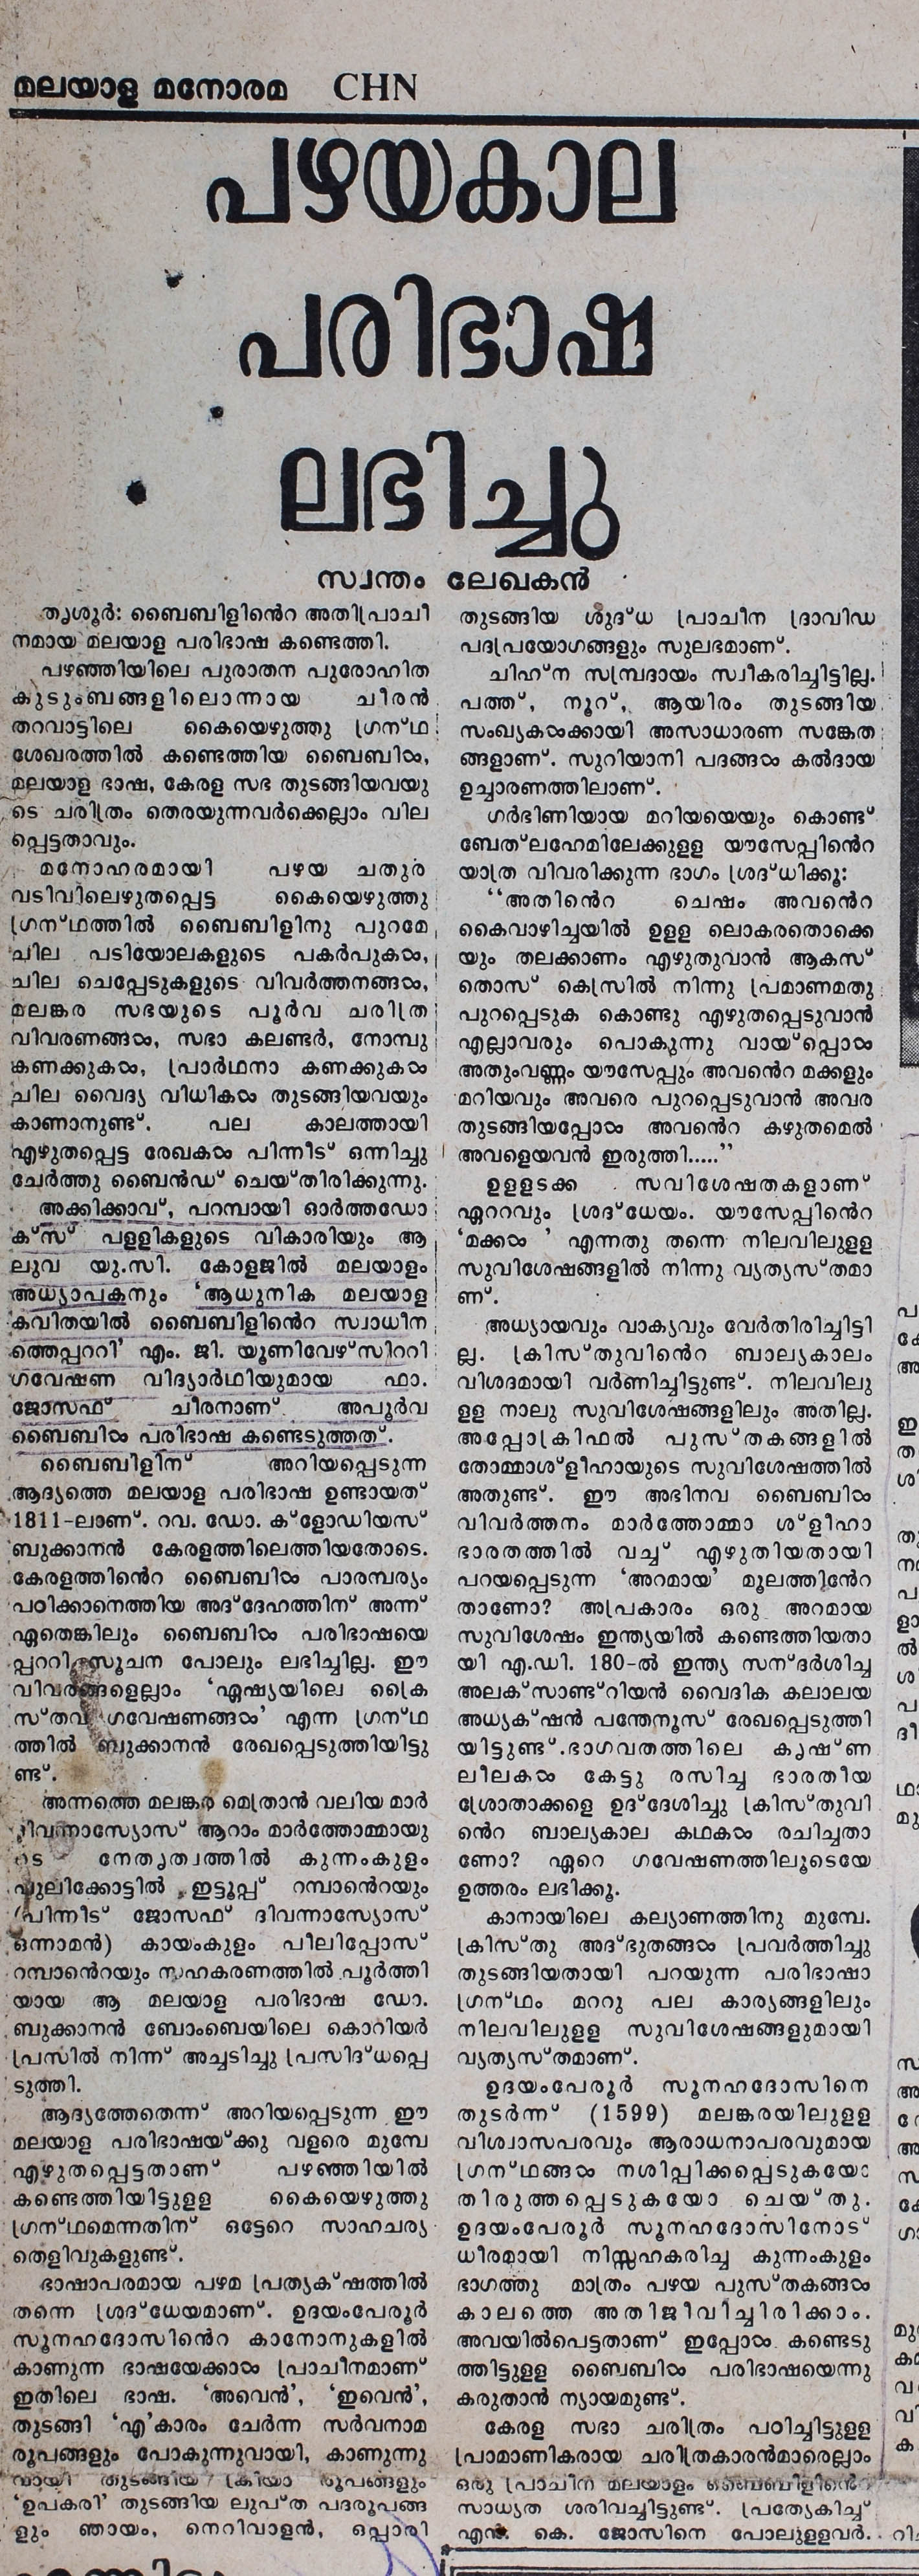 മലയാള മനോരമ CHN
പഴയകാല
പരിഭാഷ
ലഭിച്ചു
സ്വന്തം ലേഖകൻ
തൃശൂർ: ബൈബിളിൻെറ അതിപ്രാചീ
നമായ മലയാള പരിഭാഷ കണ്ടെത്തി.
പഴഞ്ഞിയിലെ പുരാതന പുരോഹിത
കുടുംബങ്ങളിലൊന്നായ ചീരൻ
തറവാട്ടിലെ കൈയെഴുത്തു ഗ്രന്ഥ
ശേഖരത്തിൽ കണ്ടെത്തിയ ബൈബിൾ,
മലയാള ഭാഷ, കേരള സഭ തുടങ്ങിയവയു
ടെ ചരിത്രം തെരയുന്നവർക്കെല്ലാം വില
പ്പെട്ടതാവും.
മനോഹരമായി പഴയ ചതുര
വടിവിലെഴുതപ്പെട്ട കൈയെഴുത്തു
ഗ്രന്ഥത്തിൽ ബൈബിളിനു പുറമേ
ചില പടിയോലകളുടെ പകർപുകൾ,
ചില ചെപ്പേടുകളുടെ വിവർത്തനങ്ങൾ,
മലങ്കര സഭയുടെ പൂർവ ചരിത്ര
വിവരണങ്ങൾ, സഭാ കലണ്ടർ, നോമ്പു
കണക്കുകൾ, പ്രാർഥനാ കണക്കുകൾ
ചില വൈദ്യ വിധികൾ തുടങ്ങിയവയും
കാണാനുണ്ട്. പല കാലത്തായി
എഴുതപ്പെട്ട രേഖകൾ പിന്നീട് ഒന്നിച്ചു
ചേർത്തു ബൈൻഡ് ചെയ്തിരിക്കുന്നു.
അക്കിക്കാവ്, പറമ്പായി ഓർത്തഡോ
ക്സ് പള്ളികളുടെ വികാരിയും ആ
ലുവ യു.സി. കോളജിൽ മലയാളം
അധ്യാപകനും ‘ആധുനിക മലയാള
കവിതയിൽ ബൈബിളിൻെറ സ്വാധീന
ത്തെപ്പററി’ എം. ജി. യൂണിവേഴ്സിററി
ഗവേഷണ വിദ്യാർഥിയുമായ ഫാ.
ജോസഫ് ചീരനാണ് അപൂർവ
ബൈബിൾ പരിഭാഷ കണ്ടെടുത്തത്.
ബൈബിളിന് അറിയപ്പെടുന്ന
ആദ്യത്തെ മലയാള പരിഭാഷ ഉണ്ടായത്
1811-ലാണ്. റവ. ഡോ. ക്ളോഡിയസ്
ബുക്കാനൻ കേരളത്തിലെത്തിയതോടെ.
കേരളത്തിൻെറ ബൈബിൾ പാരമ്പര്യം
പഠിക്കാനെത്തിയ അദ്ദേഹത്തിന് അന്ന്
ഏതെങ്കിലും ബൈബിൾ പരിഭാഷയെ
പ്പററി സൂചന പോലും ലഭിച്ചില്ല. ഈ
വിവരങ്ങളെല്ലാം ‘ഏഷ്യയിലെ ക്രൈ
സ്തവ ഗവേഷണങ്ങൾ’ എന്ന ഗ്രന്ഥ
ത്തിൽ ബുക്കാനൻ രേഖപ്പെടുത്തിയിട്ടു
ണ്ട്.
അന്നത്തെ മലങ്കര മെത്രാൻ വലിയ മാർ
ദിവന്നാസ്യോസ് ആറാം മാർത്തോമ്മായു
ടെ നേതൃത്വത്തിൽ കുന്നംകുളം
പുലിക്കോട്ടിൽ ഇട്ടൂപ്പ് റമ്പാൻെറയും
(പിന്നീട് ജോസഫ് ദിവന്നാസ്യോസ്
ഒന്നാമൻ) കായംകുളം പീലിപ്പോസ്
റമ്പാൻെറയും സഹകരണത്തിൽ പൂർത്തി
യായ ആ മലയാള പരിഭാഷ ഡോ.
ബുക്കാനൻ ബോംബെയിലെ കൊറിയർ
പ്രസിൽ നിന്ന് അച്ചടിച്ചു പ്രസിദ്ധപ്പെ
ടുത്തി.
ആദ്യത്തേതെന്ന് അറിയപ്പെടുന്ന ഈ
മലയാള പരിഭാഷയ്ക്കു വളരെ മുമ്പേ
എഴുതപ്പെട്ടതാണ് പഴഞ്ഞിയിൽ
കണ്ടെത്തിയിട്ടുള്ള കൈയെഴുത്തു
ഗ്രന്ഥമെന്നതിന് ഒട്ടേറെ സാഹചര്യ
തെളിവുകളുണ്ട്.
ഭാഷാപരമായ പഴമ പ്രത്യക്ഷത്തിൽ
തന്നെ ശ്രദ്ധേയമാണ്. ഉദയംപേരൂർ
സൂനഹദോസിൻെറ കാനോനുകളിൽ
കാണുന്ന ഭാഷയേക്കാൾ പ്രാചീനമാണ്
ഇതിലെ ഭാഷ. ‘അവെൻ’, ‘ഇവെൻ’,
തുടങ്ങി ‘എ’കാരം ചേർന്ന സർവനാമ
രൂപങ്ങളും പോകുന്നുവായി, കാണുന്നു
വായി തുടങ്ങിയ ക്രിയാ രൂപങ്ങളും
‘ഉപകരി’ തുടങ്ങിയ ലുപ്ത പദരൂപങ്ങ
ളും ഞായം, നെറിവാളൻ, ഒപ്പാരി
തുടങ്ങിയ ശുദ്ധ പ്രാചീന ദ്രാവിഡ
പദപ്രയോഗങ്ങളും സുലഭമാണ്.
ചിഹ്ന സമ്പ്രദായം സ്വീകരിച്ചിട്ടില്ല.
പത്ത്, നൂറ്, ആയിരം തുടങ്ങിയ
സംഖ്യകൾക്കായി അസാധാരണ സങ്കേത
ങ്ങളാണ്. സുറിയാനി പദങ്ങൾ കൽദായ
ഉച്ചാരണത്തിലാണ്.
ഗർഭിണിയായ മറിയയെയും കൊണ്ട്
ബേത്‌ലഹേമിലേക്കുള്ള യൗസേപ്പിൻെറ
യാത്ര വിവരിക്കുന്ന ഭാഗം ശ്രദ്ധിക്കൂ:
“അതിൻെറ ചെഷം അവൻെറ
കൈവാഴിച്ചയിൽ ഉള്ള ലൊകരതൊക്കെ
യും തലക്കാണം എഴുതുവാൻ ആകസ്
തൊസ് കെസ്രിൽ നിന്നു പ്രമാണമതു
പുറപ്പെടുക കൊണ്ടു എഴുതപ്പെടുവാൻ
എല്ലാവരും പൊകുന്നു വായ്പ്പൊൾ
അതുംവണ്ണം യൗസേപ്പും അവൻെറ മക്കളും
മറിയവും അവരെ പുറപ്പെടുവാൻ അവര
തുടങ്ങിയപ്പോൾ അവൻെറ കഴുതമെൽ
അവളെയവൻ ഇരുത്തി.....”
ഉള്ളടക്ക സവിശേഷതകളാണ്
ഏററവും ശ്രദ്ധേയം. യൗസേപ്പിൻെറ
‘മക്കൾ ’ എന്നതു തന്നെ നിലവിലുള്ള
സുവിശേഷങ്ങളിൽ നിന്നു വ്യത്യസ്തമാ
ണ്.
അധ്യായവും വാക്യവും വേർതിരിച്ചിട്ടി
ല്ല. ക്രിസ്തുവിൻെറ ബാല്യകാലം
വിശദമായി വർണിച്ചിട്ടുണ്ട്. നിലവിലു
ള്ള നാലു സുവിശേഷങ്ങളിലും അതില്ല.
അപ്പോക്രിഫൽ പുസ്തകങ്ങളിൽ
തോമ്മാശ്ളീഹായുടെ സുവിശേഷത്തിൽ
അതുണ്ട്. ഈ അഭിനവ ബൈബിൾ
വിവർത്തനം മാർത്തോമ്മാ ശ്ളീഹാ
ഭാരതത്തിൽ വച്ച് എഴുതിയതായി
പറയപ്പെടുന്ന ‘അറമായ’ മൂലത്തിൻേറ
താണോ? അപ്രകാരം ഒരു അറമായ
സുവിശേഷം ഇന്ത്യയിൽ കണ്ടെത്തിയതാ
യി എ.ഡി. 180-ൽ ഇന്ത്യ സന്ദർശിച്ച
അലക്സാണ്ട്റിയൻ വൈദിക കലാലയ
അധ്യക്ഷൻ പന്തേനൂസ് രേഖപ്പെടുത്തി
യിട്ടുണ്ട്.ഭാഗവതത്തിലെ കൃഷ്ണ
ലീലകൾ കേട്ടു രസിച്ച ഭാരതീയ
ശ്രോതാക്കളെ ഉദ്ദേശിച്ചു ക്രിസ്തുവി
ൻെറ ബാല്യകാല കഥകൾ രചിച്ചതാ
ണോ? ഏറെ ഗവേഷണത്തിലൂടെയേ
ഉത്തരം ലഭിക്കൂ.
കാനായിലെ കല്യാണത്തിനു മുമ്പേ.
ക്രിസ്തു അദ്ഭുതങ്ങൾ പ്രവർത്തിച്ചു
തുടങ്ങിയതായി പറയുന്ന പരിഭാഷാ
ഗ്രന്ഥം മററു പല കാര്യങ്ങളിലും
നിലവിലുള്ള സുവിശേഷങ്ങളുമായി
വ്യത്യസ്തമാണ്.
ഉദയംപേരൂർ സൂനഹദോസിനെ
തുടർന്ന് (1599) മലങ്കരയിലുള്ള
വിശ്വാസപരവും ആരാധനാപരവുമായ
ഗ്രന്ഥങ്ങൾ നശിപ്പിക്കപ്പെടുകയോ
തിരുത്തപ്പെടുകയോ ചെയ്തു.
ഉദയംപേരൂർ സൂനഹദോസിനോട്
ധീരമായി നിസ്സഹകരിച്ച കുന്നംകുളം
ഭാഗത്തു മാത്രം പഴയ പുസ്തകങ്ങൾ
കാലത്തെ അതിജീവിച്ചിരിക്കാം.
അവയിൽപെട്ടതാണ് ഇപ്പോൾ കണ്ടെടു
ത്തിട്ടുള്ള ബൈബിൾ പരിഭാഷയെന്നു
കരുതാൻ ന്യായമുണ്ട്.
കേരള സഭാ ചരിത്രം പഠിച്ചിട്ടുള്ള
പ്രാമാണികരായ ചരിത്രകാരൻമാരെല്ലാം
ഒരു പ്രാചീന മലയാളം ബൈബിളിൻെറ
സാധ്യത ശരിവച്ചിട്ടുണ്ട്. പ്രത്യേകിച്ച്
എൻ. കെ. ജോസിനെ പോലുള്ളവർ.